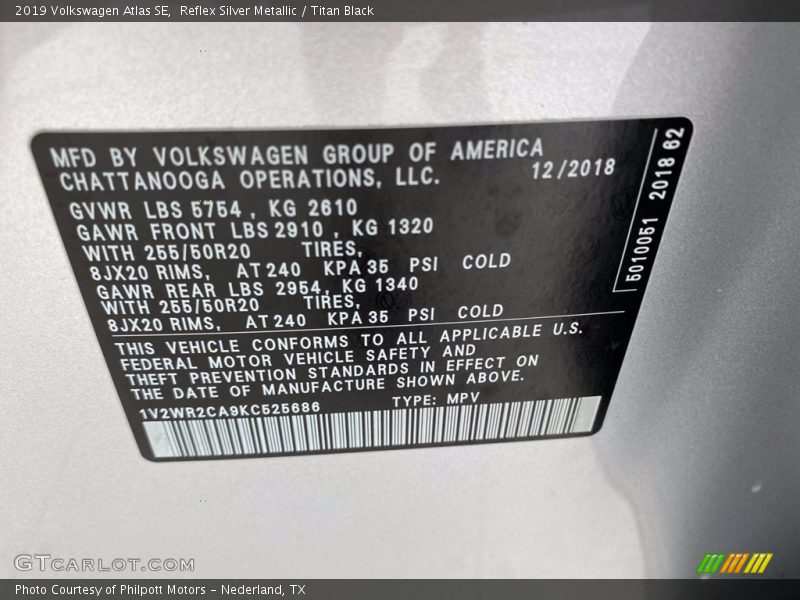 2019 Volkswagen Atlas SE,  Reflex Silver Metallic / Titan Black
MFD BY VOLKSWAGEN GROUP OF AMERICA
CHATTANOOGA OPERATIONS, LLC. 12/2018
GVWR LBS 5754 , KG 2610
GAWR FRONT LBS 2910 , KG 1320
WITH 255/50R20 TIRES,
8JX20 RIMS, AT 240 KPA 35 PSI COLD
GAWR REAR LBS 2954, KG 1340
WITH 255/50R20 TIRES,
8JX20 RIMS, AT 240 KPA 35 PSI COLD
THIS VEHICLE CONFORMS TO ALL APPLICABLE U.S.
FEDERAL MOTOR VEHICLE SAFETY AND
THEFT PREVENTION STANDARDS IN EFFECT ON
THE DATE OF MANUFACTURE SHOWN ABOVE.
1V2WR2CA9KC525686 TYPE: MPV
5010051 2018 62
GTCARLOT.COM
Photo Courtesy of Philpott Motors - Nederland, TX